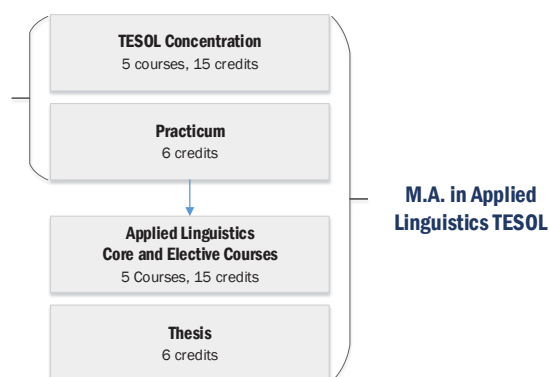 TESOL Concentration
5 courses, 15 credits
Practicum
6 credits
Applied Linguistics
Core and Elective Courses
5 Courses, 15 credits
Thesis
6 credits
M.A. in Applied
Linguistics TESOL